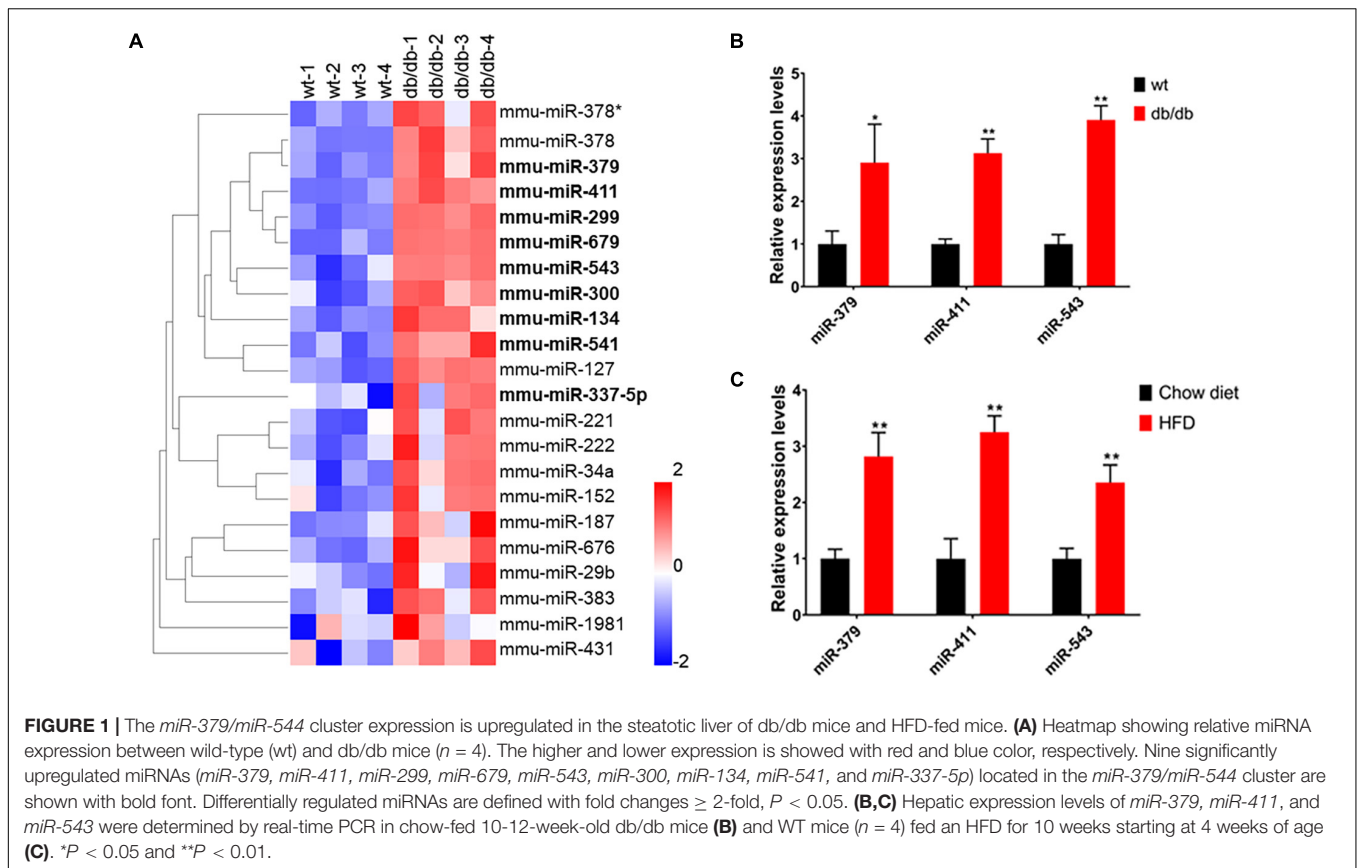 A
wt-1
wt-2
wt-3
wt-4
db/db-1
db/db-2
db/db-3
db/db-4
mmu-miR-378*
mmu-miR-378
mmu-miR-379
mmu-miR-411
mmu-miR-299
mmu-miR-679
mmu-miR-543
mmu-miR-300
mmu-miR-134
mmu-miR-541
mmu-miR-127
mmu-miR-337-5p
mmu-miR-221
mmu-miR-222
mmu-miR-34a
mmu-miR-152
mmu-miR-187
mmu-miR-676
mmu-miR-29b
mmu-miR-383
mmu-miR-1981
mmu-miR-431
2
0
-2
B
Relative expression levels
5
4
3
2
1
0
*
**
**
miR-379
miR-411
miR-543
wt
db/db
C
Relative expression levels
4
3
2
1
0
**
**
**
miR-379
miR-411
miR-543
Chow diet
HFD
FIGURE 1 | The miR-379/miR-544 cluster expression is upregulated in the steatotic liver of db/db mice and HFD-fed mice. (A) Heatmap showing relative miRNA
expression between wild-type (wt) and db/db mice (n = 4). The higher and lower expression is showed with red and blue color, respectively. Nine significantly
upregulated miRNAs (miR-379, miR-411, miR-299, miR-679, miR-543, miR-300, miR-134, miR-541, and miR-337-5p) located in the miR-379/miR-544 cluster are
shown with bold font. Differentially regulated miRNAs are defined with fold changes ≥ 2-fold, P < 0.05. (B,C) Hepatic expression levels of miR-379, miR-411, and
miR-543 were determined by real-time PCR in chow-fed 10-12-week-old db/db mice (B) and WT mice (n = 4) fed an HFD for 10 weeks starting at 4 weeks of age
(C). *P < 0.05 and **P < 0.01.